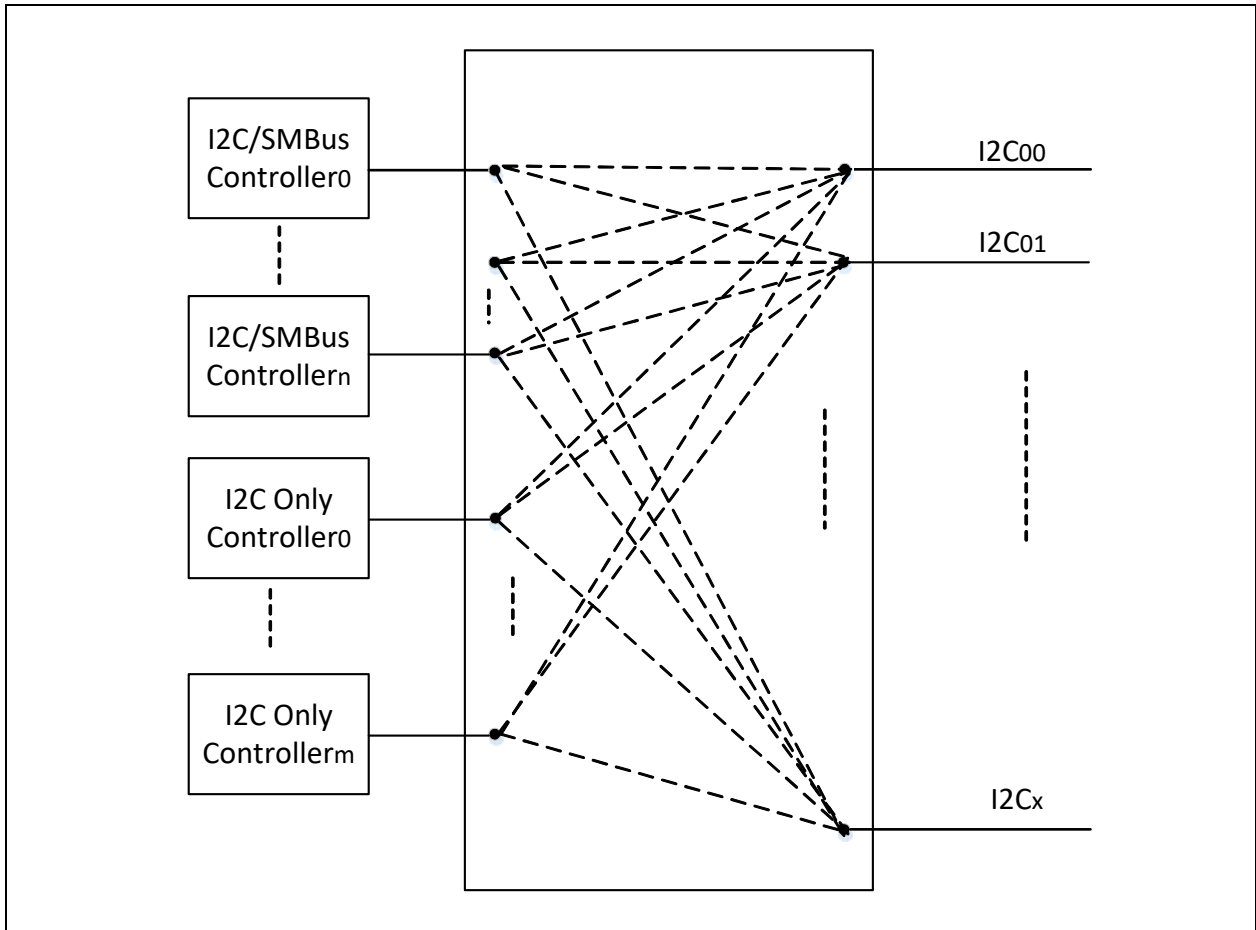 I2C/SMBus
Controller0
I2C/SMBus
Controllern
I2C Only
Controller0
I2C Only
Controllerm
I2C00
I2C01
I2Cx